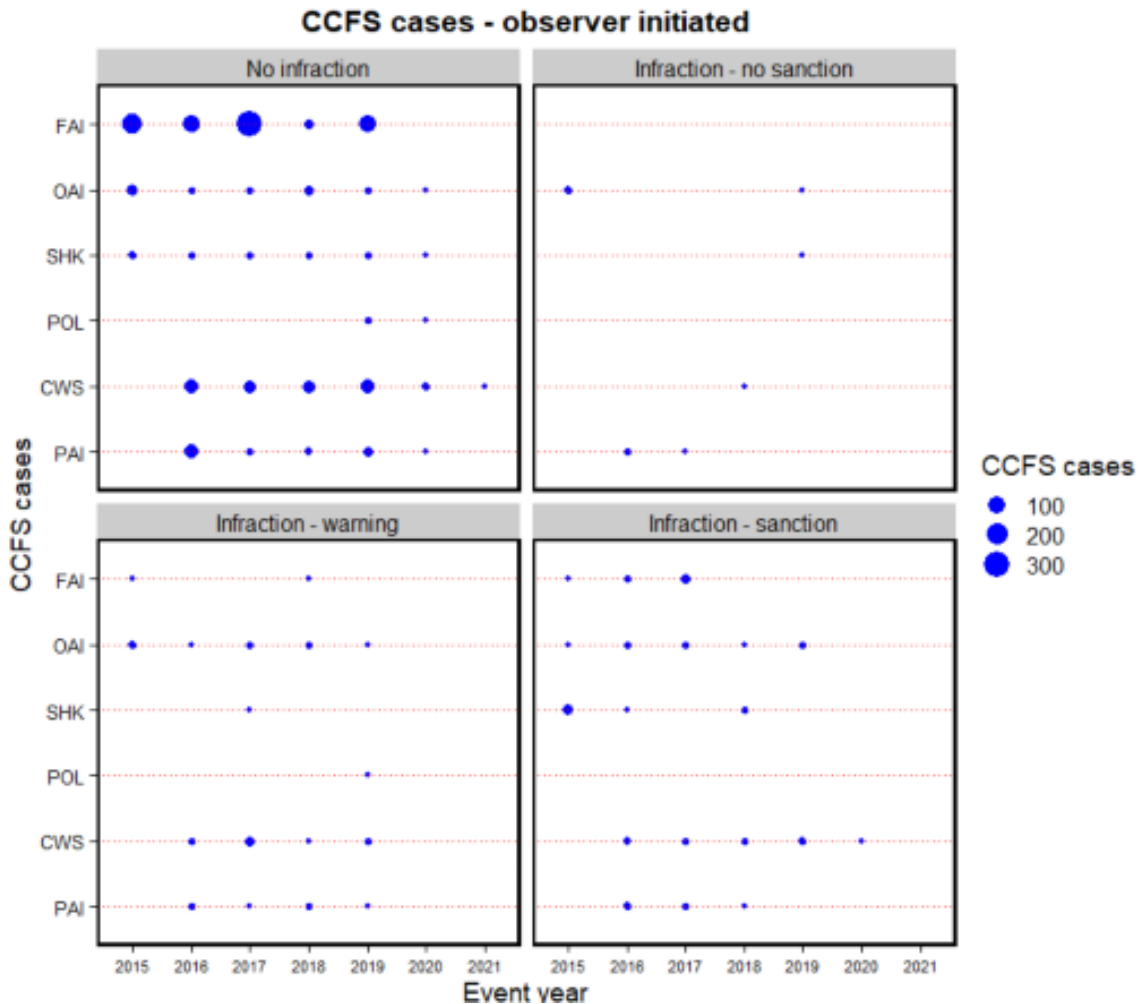 CCFS cases - observer initiated
No infraction
Infraction - no sanction
FAI
OAI
SHK
POL
CWS
PAI
CCFS cases
CCFS cases
100
200
300
Infraction - warning
Infraction - sanction
FAI
OAI
SHK
POL
CWS
PAI
2015 2016 2017 2018 2019 2020 2021
2015 2016 2017 2018 2019 2020 2021
Event year